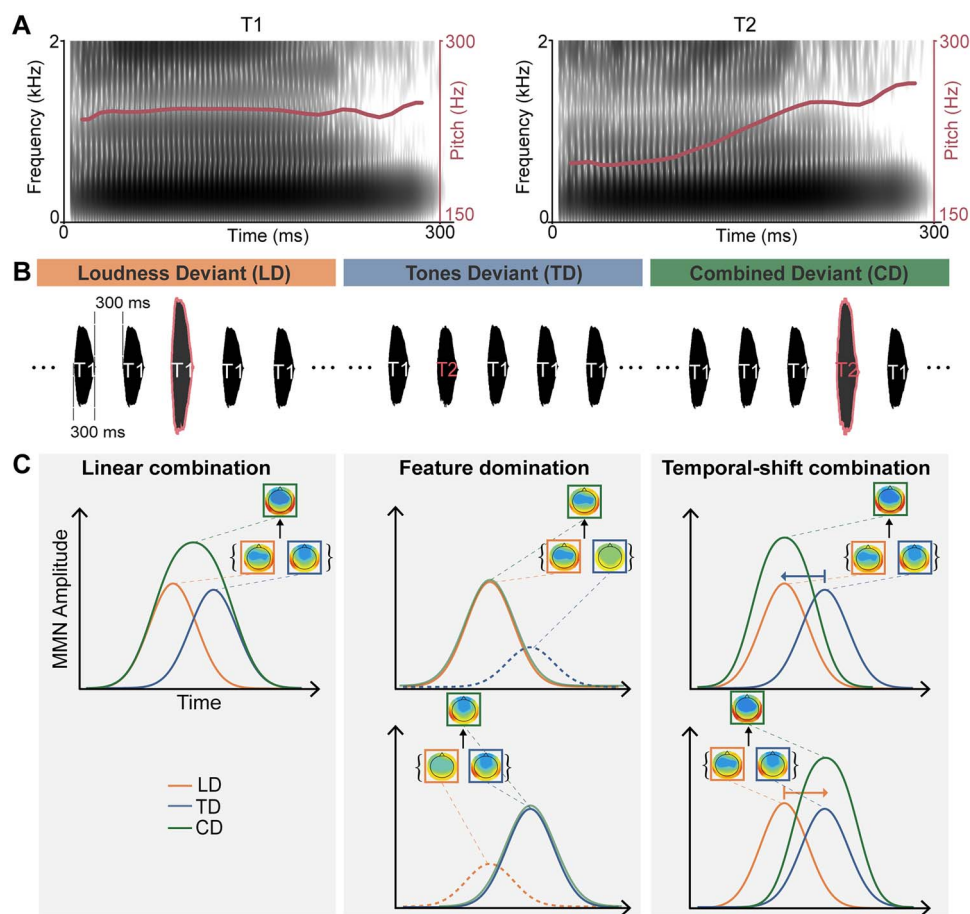 A
T1
T2
2
Frequency (kHz)
0
300
Pitch (Hz)
150
0
Time (ms)
300
2
Frequency (kHz)
0
300
Pitch (Hz)
150
0
Time (ms)
300
B
Loudness Deviant (LD)
Tones Deviant (TD)
Combined Deviant (CD)
300 ms
... T1 T1 T1 T1 T1 ... ... T1 T2 T1 T1 T1 ... T1 T1 T1 T2 T1 ...
300 ms
C
Linear combination
Feature domination
Temporal-shift combination
MMN Amplitude
{ }
Time
{ }
{ }
{ }
{ }
LD
TD
CD